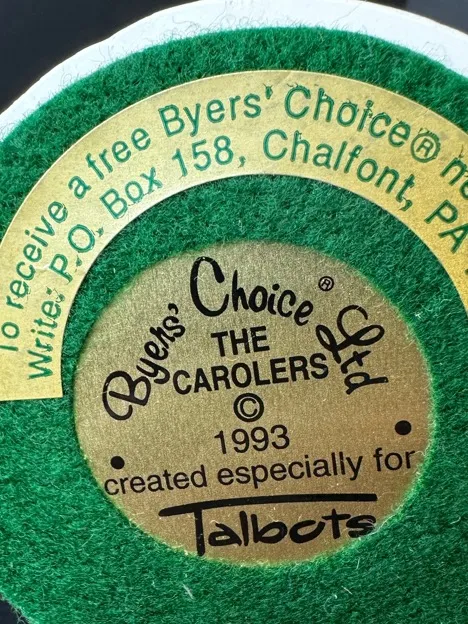 To receive a free Byers' Choice®
Write: P.O. Box 158, Chalfont, PA
Byers' Choice® Ltd
THE
CAROLERS
©
1993
created especially for
Talbots